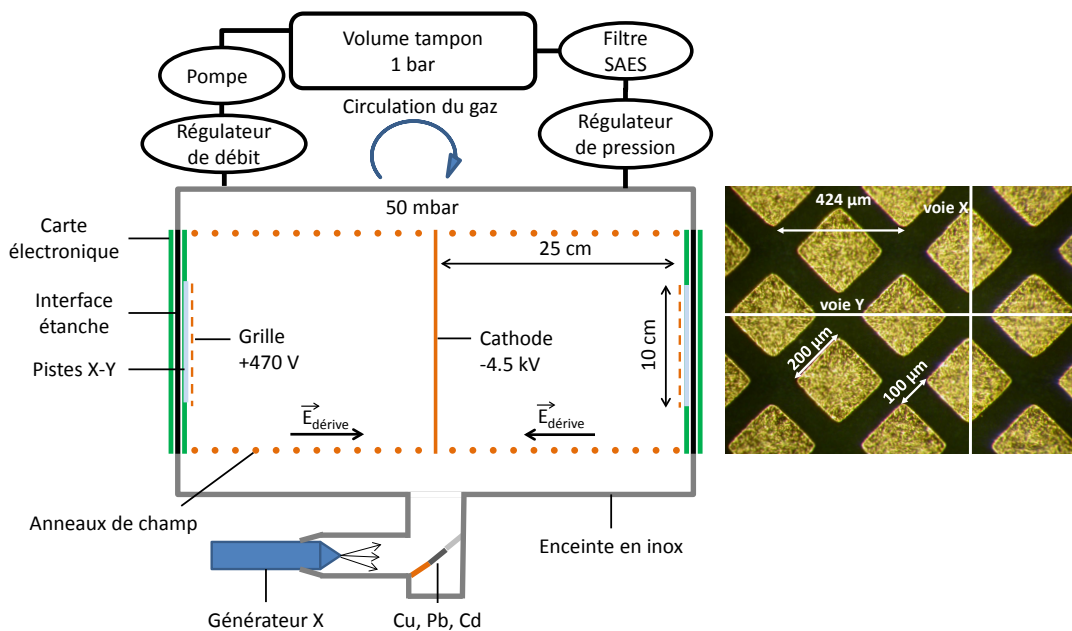 Volume tampon
1 bar
Filtre
SAES
Pompe
Circulation du gaz
Régulateur
de débit
Régulateur
de pression
50 mbar
Carte
électronique
25 cm
Interface
étanche
Grille
+470 V
Cathode
-4.5 kV
10 cm
Pistes X-Y
E dérive
E dérive
Anneaux de champ
Enceinte en inox
Générateur X
Cu, Pb, Cd
424 µm
voie X
voie Y
200 µm
100 µm